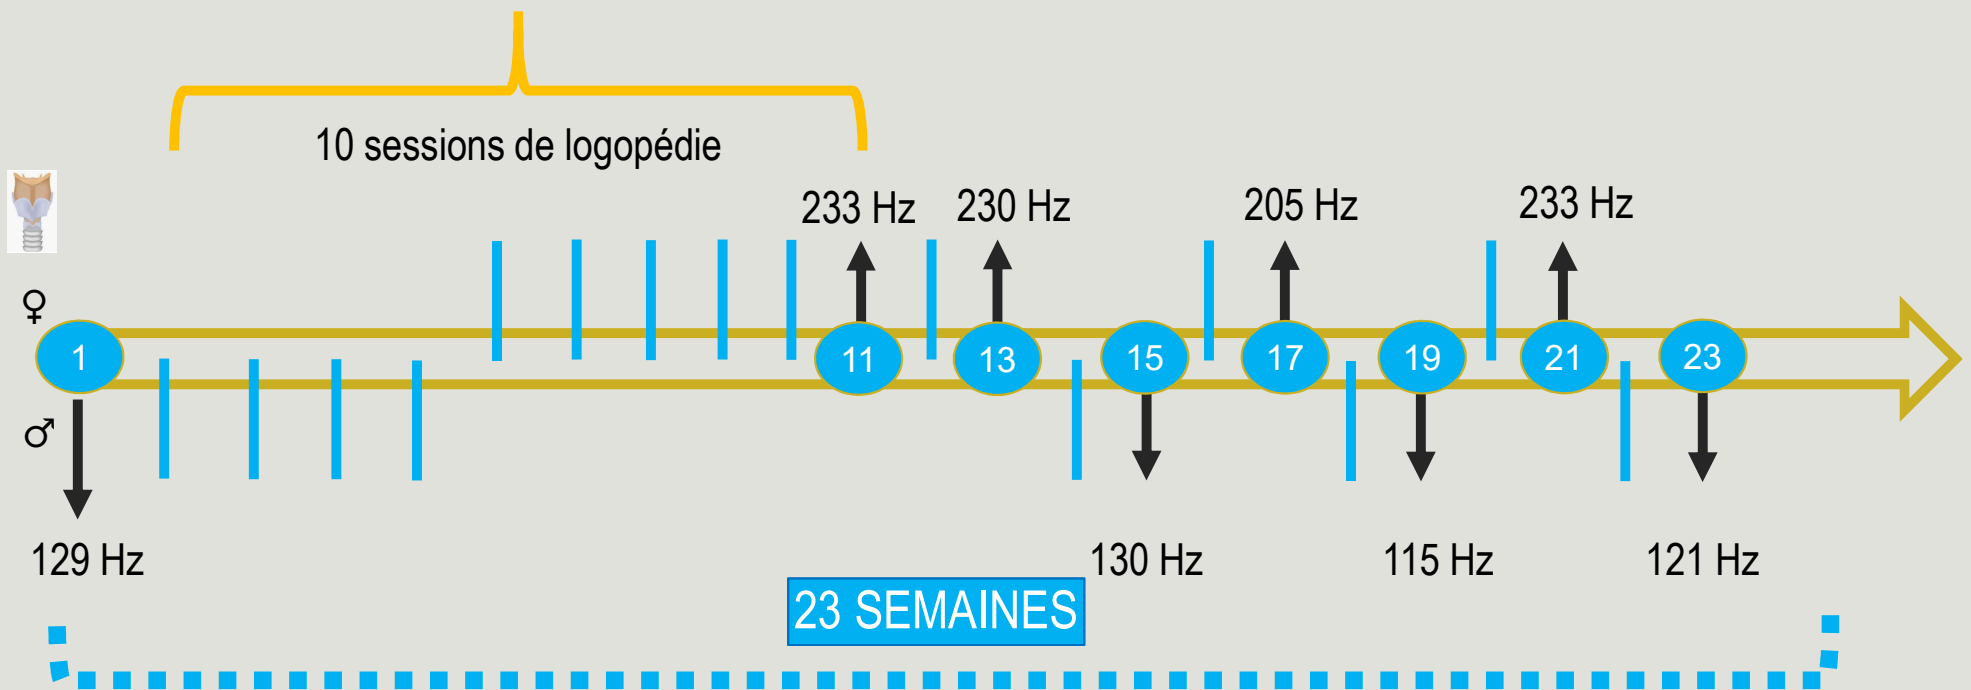 10 sessions de logopédie
233 Hz 230 Hz 205 Hz 233 Hz
♀
1 11 13 15 17 19 21 23
♂
129 Hz 130 Hz 115 Hz 121 Hz
23 SEMAINES